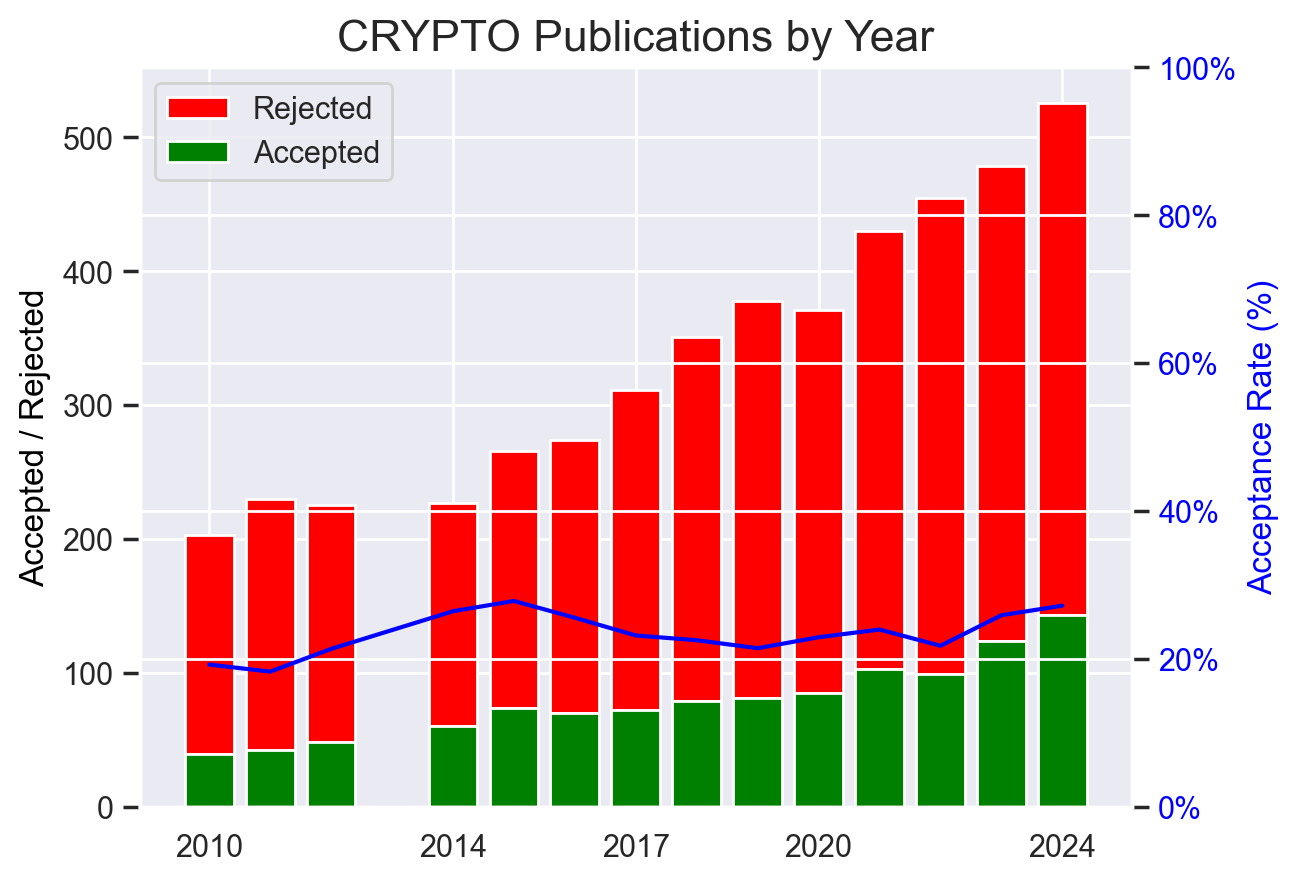 CRYPTO Publications by Year
Rejected
Accepted
Accepted / Rejected
500
400
300
200
100
0
100%
80%
60%
40%
20%
0%
Acceptance Rate (%)
2010 2014 2017 2020 2024